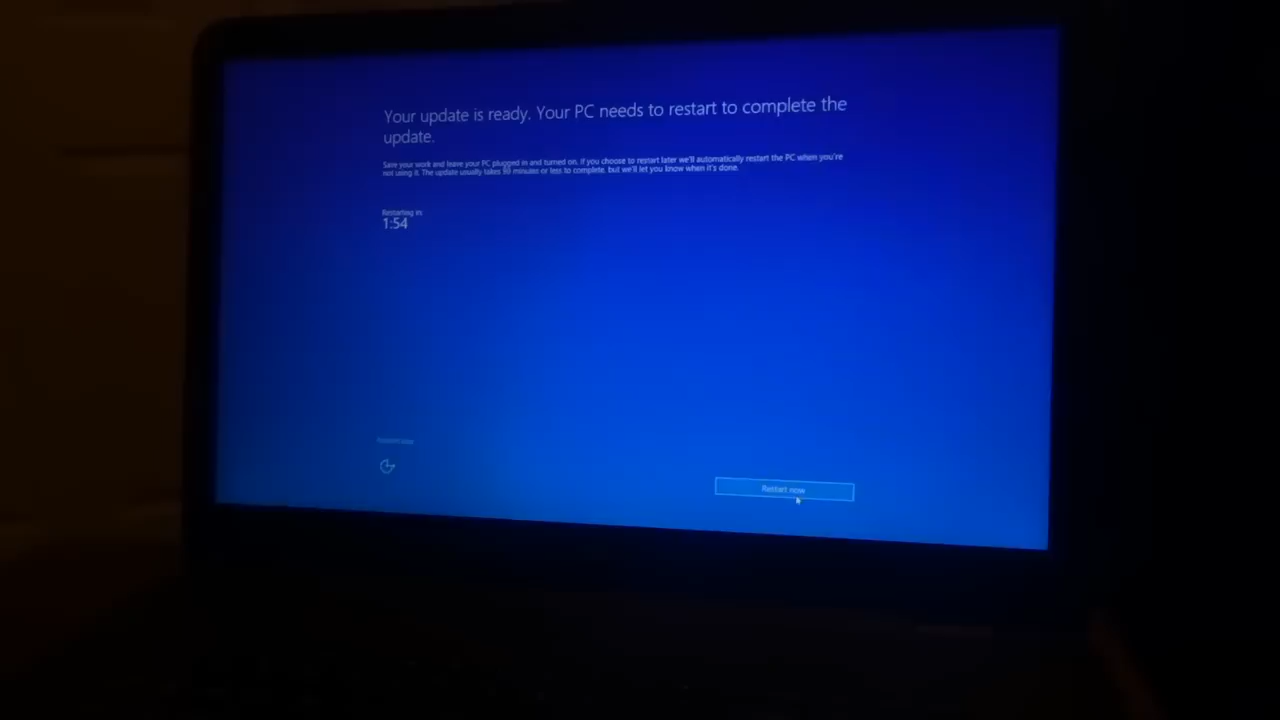 Your update is ready. Your PC needs to restart to complete the
update.
Save your work and leave your PC plugged in and turned on. If you choose to restart later we'll automatically restart the PC when you're
not using it. The update usually takes 90 minutes or less to complete, but we'll let you know when it's done.
Restarting in:
1:54
Restart now